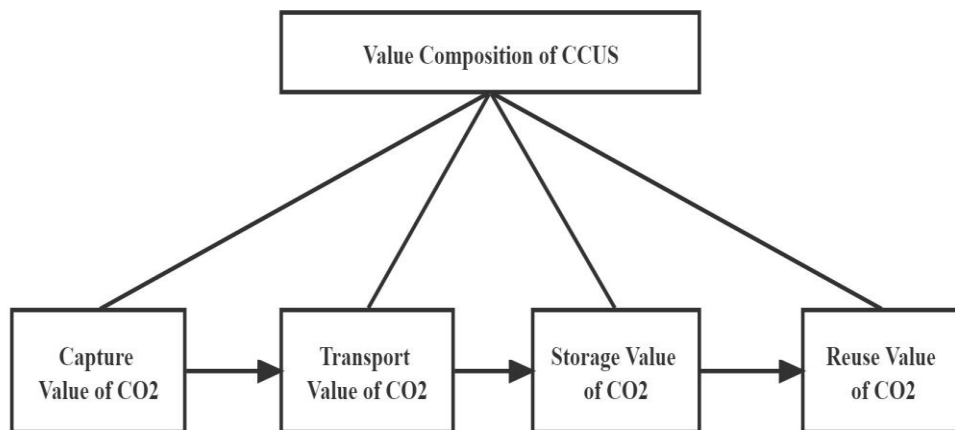 Value Composition of CCUS
Capture
Value of CO2
Transport
Value of CO2
Storage Value
of CO2
Reuse Value
of CO2